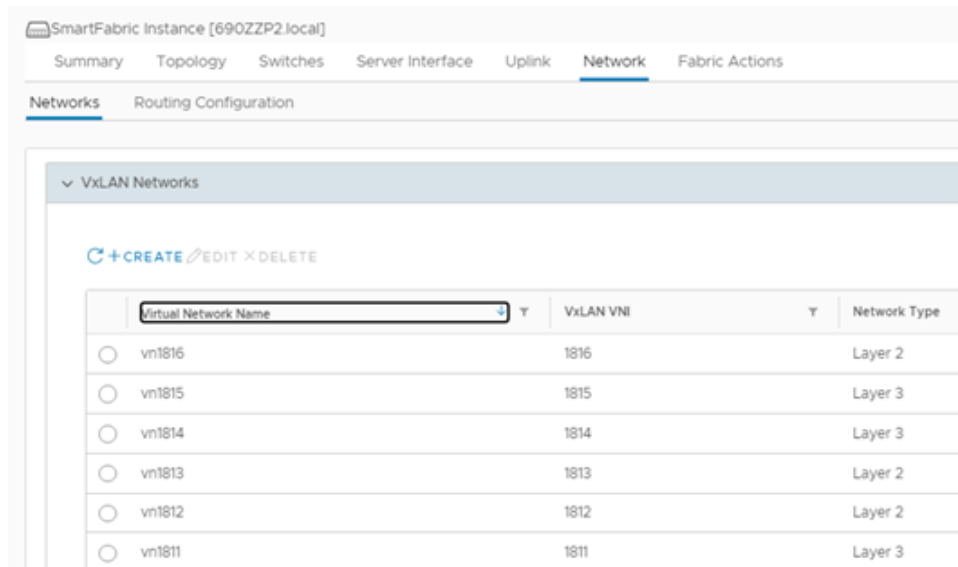 SmartFabric Instance [690ZZP2.local]
Summary Topology Switches Server Interface Uplink Network Fabric Actions
Networks Routing Configuration
VxLAN Networks
CREATE EDIT DELETE
Virtual Network Name VxLAN VNI Network Type
vn1816 1816 Layer 2
vn1815 1815 Layer 3
vn1814 1814 Layer 3
vn1813 1813 Layer 2
vn1812 1812 Layer 2
vn1811 1811 Layer 3